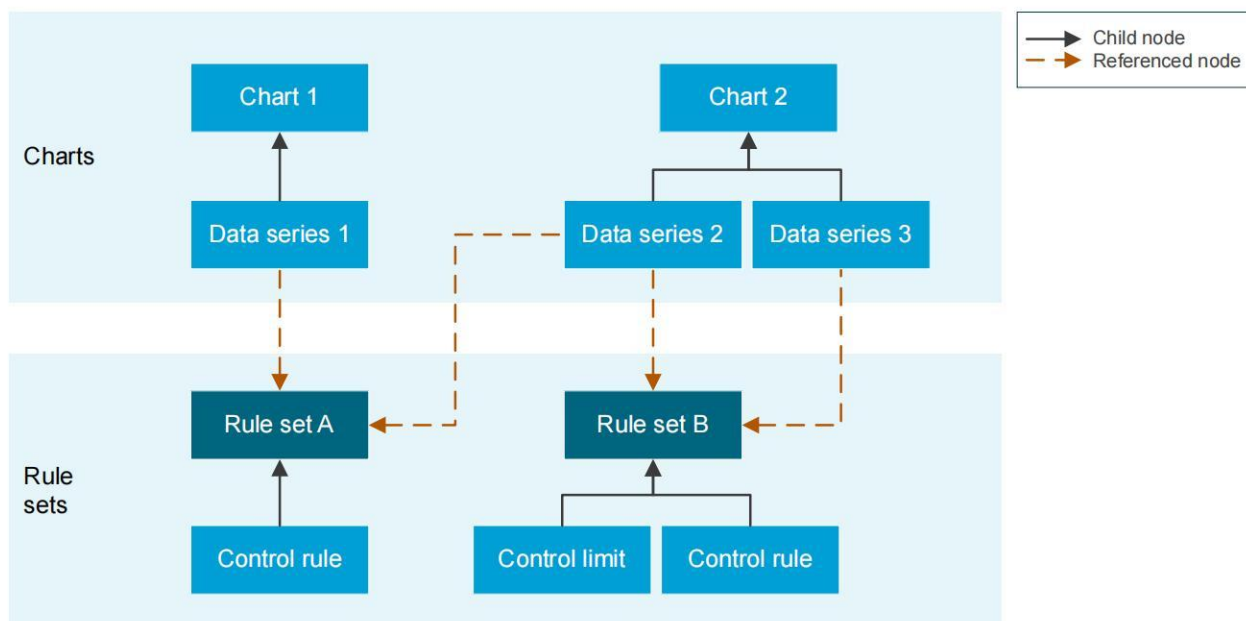 Child node
Referenced node
Chart 1
Chart 2
Charts
Data series 1
Data series 2
Data series 3
Rule set A
Rule set B
Rule
sets
Control rule
Control limit
Control rule